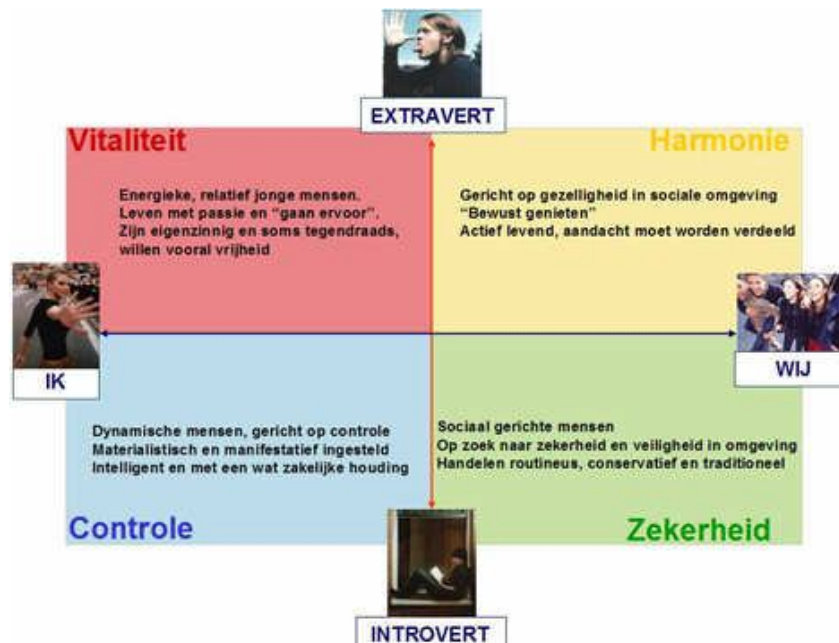 EXTRAVERT
Vitaliteit
Harmonie
Energieke, relatief jonge mensen.
Leven met passie en “gaan ervoor”.
Zijn eigenzinnig en soms tegendraads,
willen vooral vrijheid
Gericht op gezelligheid in sociale omgeving
“Bewust genieten”
Actief levend, aandacht moet worden verdeeld
IK
WIJ
Dynamische mensen, gericht op controle
Materialistisch en manifestatief ingesteld
Intelligent en met een wat zakelijke houding
Sociaal gerichte mensen
Op zoek naar zekerheid en veiligheid in omgeving
Handelen routineus, conservatief en traditioneel
Controle
Zekerheid
INTROVERT